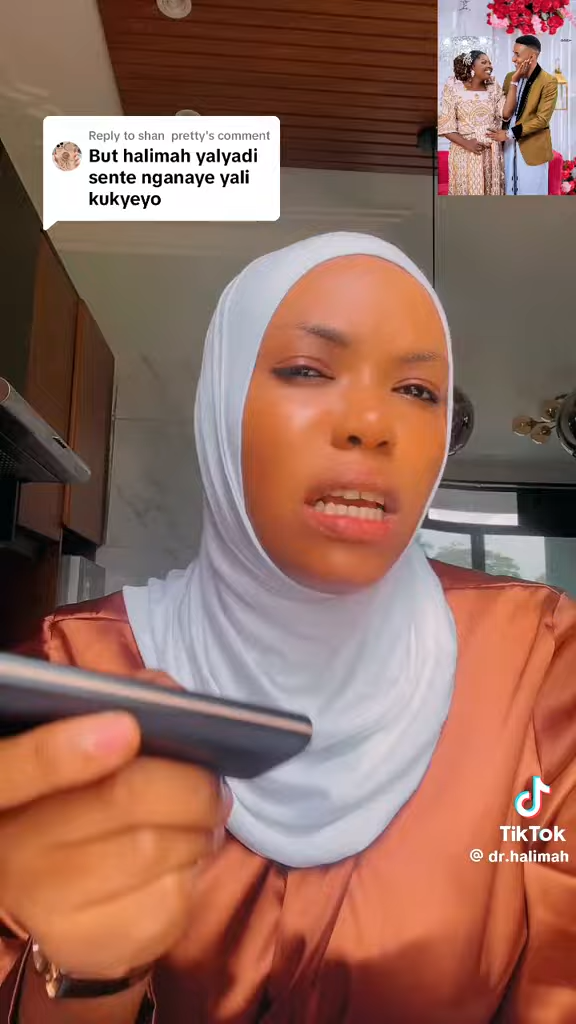 Reply to shan pretty's comment
But halimah yalyadi
sente nganaye yali
kukyeyo
TikTok
@ dr.halimah